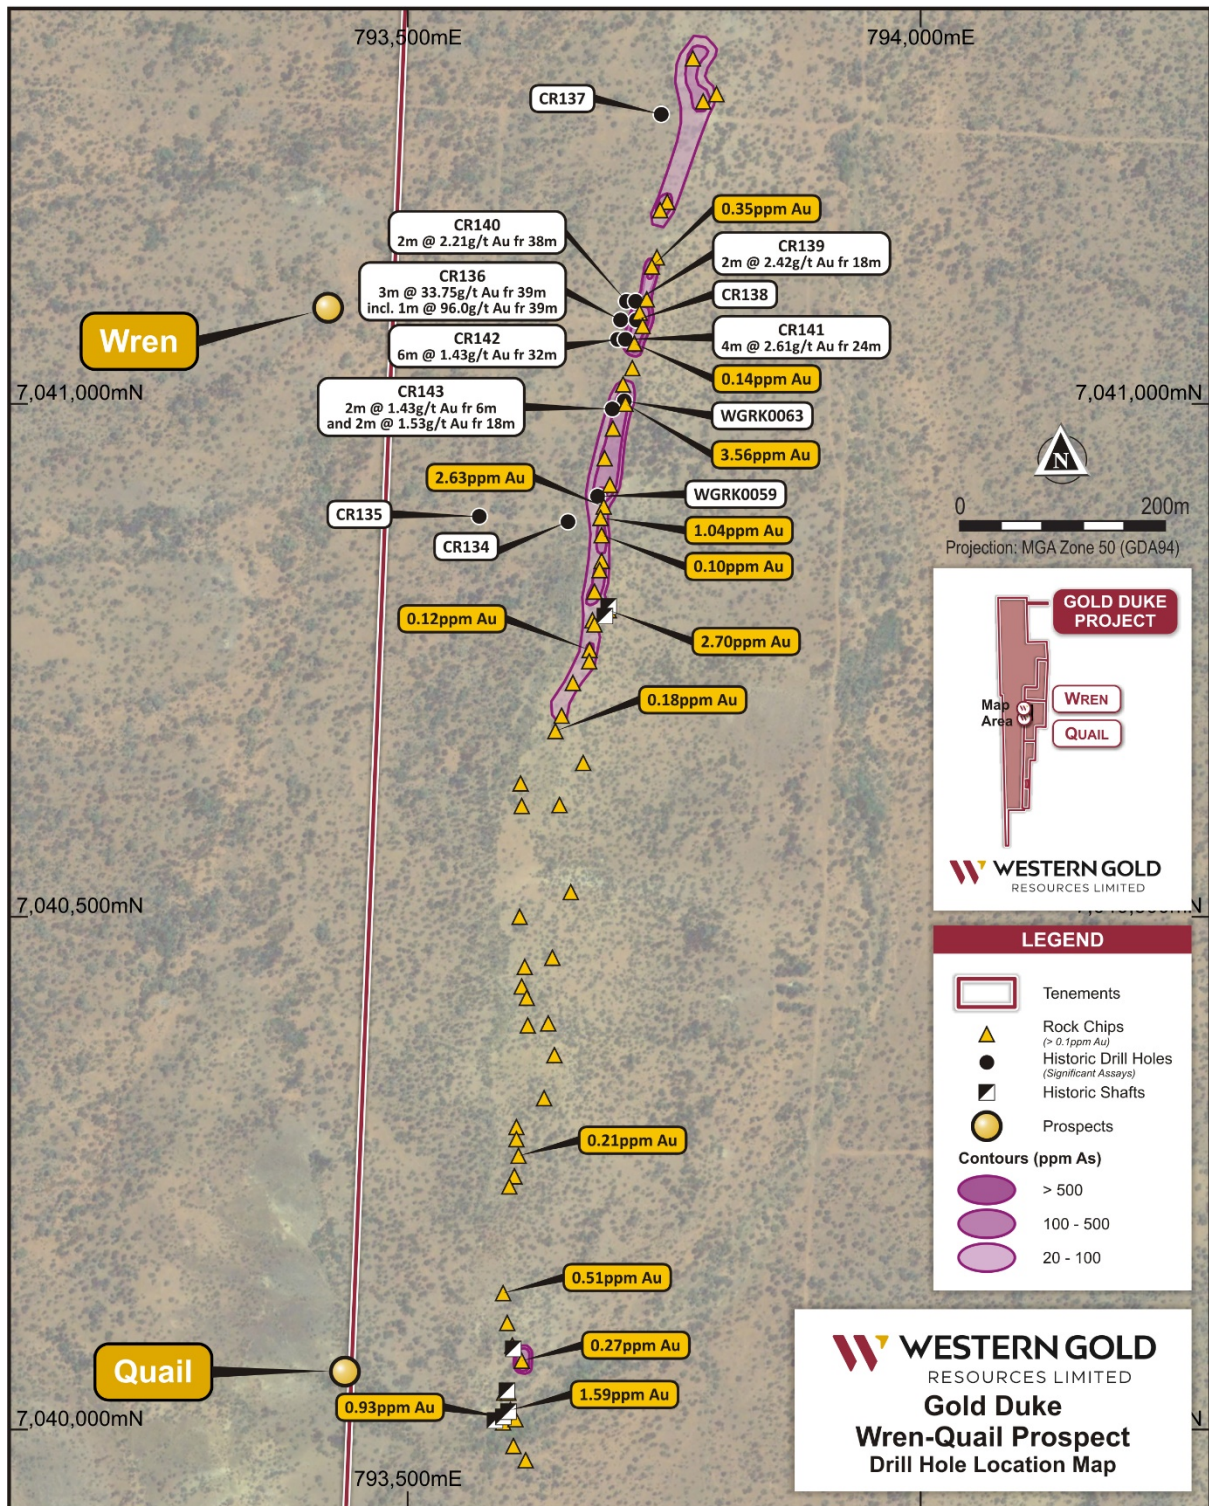 793,500mE
794,000mE
CR137
0.35ppm Au
CR140
2m @ 2.21g/t Au fr 38m
CR139
2m @ 2.42g/t Au fr 18m
CR136
3m @ 33.75g/t Au fr 39m
incl. 1m @ 96.0g/t Au fr 39m
CR138
Wren
CR142
6m @ 1.43g/t Au fr 32m
CR141
4m @ 2.61g/t Au fr 24m
0.14ppm Au
7,041,000mN
7,041,000mN
CR143
2m @ 1.43g/t Au fr 6m
and 2m @ 1.53g/t Au fr 18m
WGRK0063
3.56ppm Au
N
2.63ppm Au
WGRK0059
0 200m
CR135
CR134
1.04ppm Au
Projection: MGA Zone 50 (GDA94)
0.10ppm Au
GOLD DUKE
PROJECT
0.12ppm Au
2.70ppm Au
0.18ppm Au
Map
Area
W
W
WREN
QUAIL
WESTERN GOLD
RESOURCES LIMITED
7,040,500mN
LEGEND
Tenements
Rock Chips
(> 0.1ppm Au)
Historic Drill Holes
(Significant Assays)
Historic Shafts
Prospects
Contours (ppm As)
> 500
100 - 500
20 - 100
0.21ppm Au
0.51ppm Au
0.27ppm Au
Quail
0.93ppm Au
1.59ppm Au
7,040,000mN
793,500mE
WESTERN GOLD
RESOURCES LIMITED
Gold Duke
Wren-Quail Prospect
Drill Hole Location Map